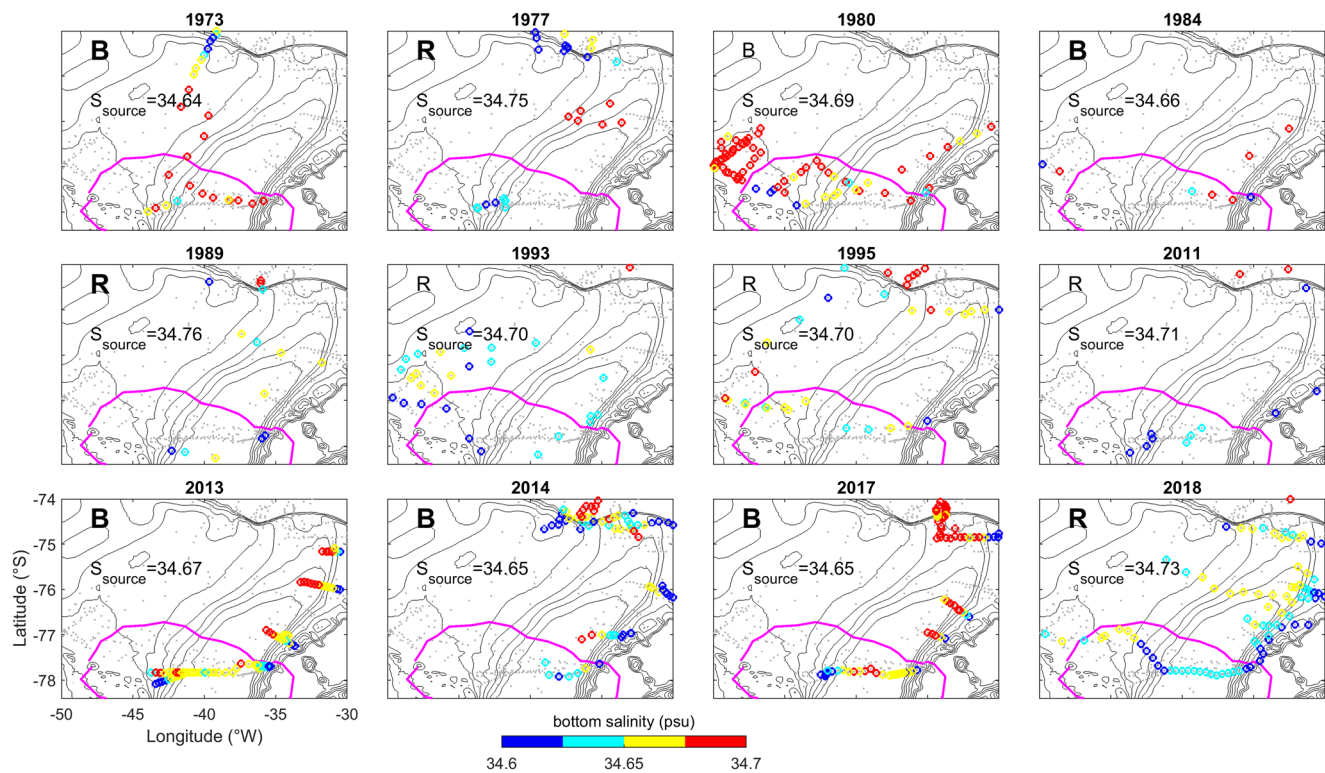 1973
1977
1980
1984
B
R
B
B
S_source=34.64
S_source=34.75
S_source=34.69
S_source=34.66
1989
1993
1995
2011
R
R
R
S_source=34.76
S_source=34.70
S_source=34.70
S_source=34.71
2013
2014
2017
2018
-74
B
B
B
R
-75
S_source=34.67
S_source=34.65
S_source=34.65
S_source=34.73
-76
-77
-78
Latitude (°S)
-50 -45 -40 -35 -30
Longitude (°W)
bottom salinity (psu)
34.6 34.65 34.7